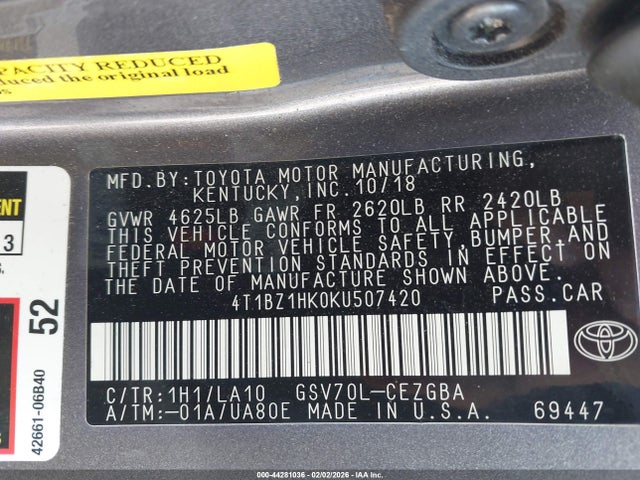 CAPACITY REDUCED
the original load
MFD.BY:TOYOTA MOTOR MANUFACTURING,
KENTUCKY,INC.10/18
GVWR 4625LB GAWR FR 2620LB RR 2420LB
THIS VEHICLE CONFORMS TO ALL APPLICABLE
FEDERAL MOTOR VEHICLE SAFETY,BUMPER AND
THEFT PREVENTION STANDARDS IN EFFECT ON
THE DATE OF MANUFACTURE SHOWN ABOVE.
4T1BZ1HK0KU507420 PASS.CAR
C/TR:1H1/LA10 GSV70L-CEZGBA
A/TM:-01A/UA80E MADE IN U.S.A. 69447
TOYOTA
52
42661-06B40
000-44281036 - 02/02/2026 - IAA Inc.